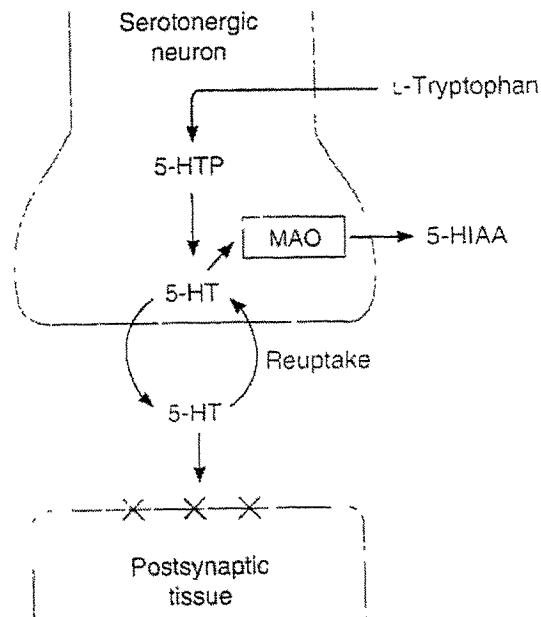 Serotonergic
neuron
L-Tryptophan
5-HTP
MAO
5-HIAA
5-HT
Reuptake
5-HT
Postsynaptic
tissue